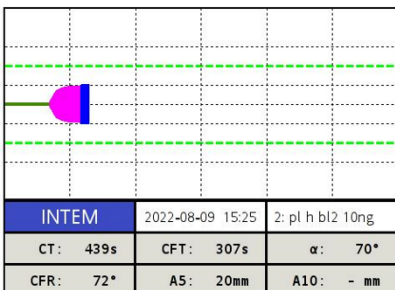 INTEM 2022-08-09 15:25 2: pl h bl2 10ng
CT: 439s CFT: 307s α: 70°
CFR: 72° A5: 20mm A10: - mm